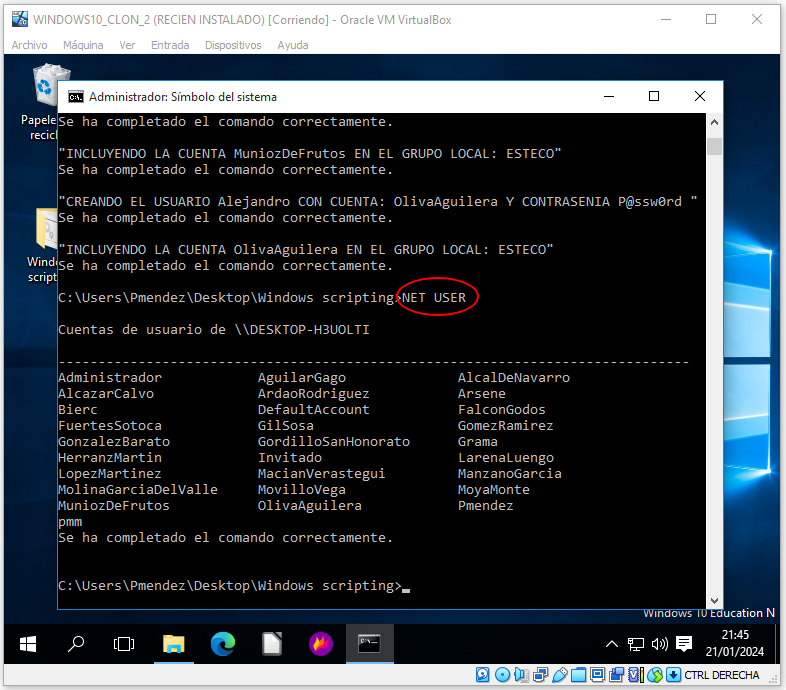 WINDOWS10_CLON_2 (RECIEN INSTALADO) [Corriendo] - Oracle VM VirtualBox
Archivo Máquina Ver Entrada Dispositivos Ayuda
Papele
recic
Windo
script
Administrador: Símbolo del sistema
Se ha completado el comando correctamente.
"INCLUYENDO LA CUENTA MuniozDeFrutos EN EL GRUPO LOCAL: ESTECO"
Se ha completado el comando correctamente.
"CREANDO EL USUARIO Alejandro CON CUENTA: OlivaAguilera Y CONTRASENIA P@ssw0rd "
Se ha completado el comando correctamente.
"INCLUYENDO LA CUENTA OlivaAguilera EN EL GRUPO LOCAL: ESTECO"
Se ha completado el comando correctamente.
C:\Users\Pmendez\Desktop\Windows scripting>NET USER
Cuentas de usuario de \\DESKTOP-H3UOLTI
-------------------------------------------------------------------------------
Administrador AguilarGago AlcalDeNavarro
AlcazarCalvo ArdaoRodriguez Arsene
Bierc DefaultAccount FalconGodos
FuertesSotoca GilSosa GomezRamirez
GonzalezBarato GordilloSanHonorato Grama
HerranzMartin Invitado LarenaLuengo
LopezMartinez MacianVerastegui ManzanoGarcia
MolinaGarciaDelValle MovilloVega MoyaMonte
MuniozDeFrutos OlivaAguilera Pmendez
pmm
Se ha completado el comando correctamente.
C:\Users\Pmendez\Desktop\Windows scripting>
Windows 10 Education N
21:45
21/01/2024
CTRL DERECHA